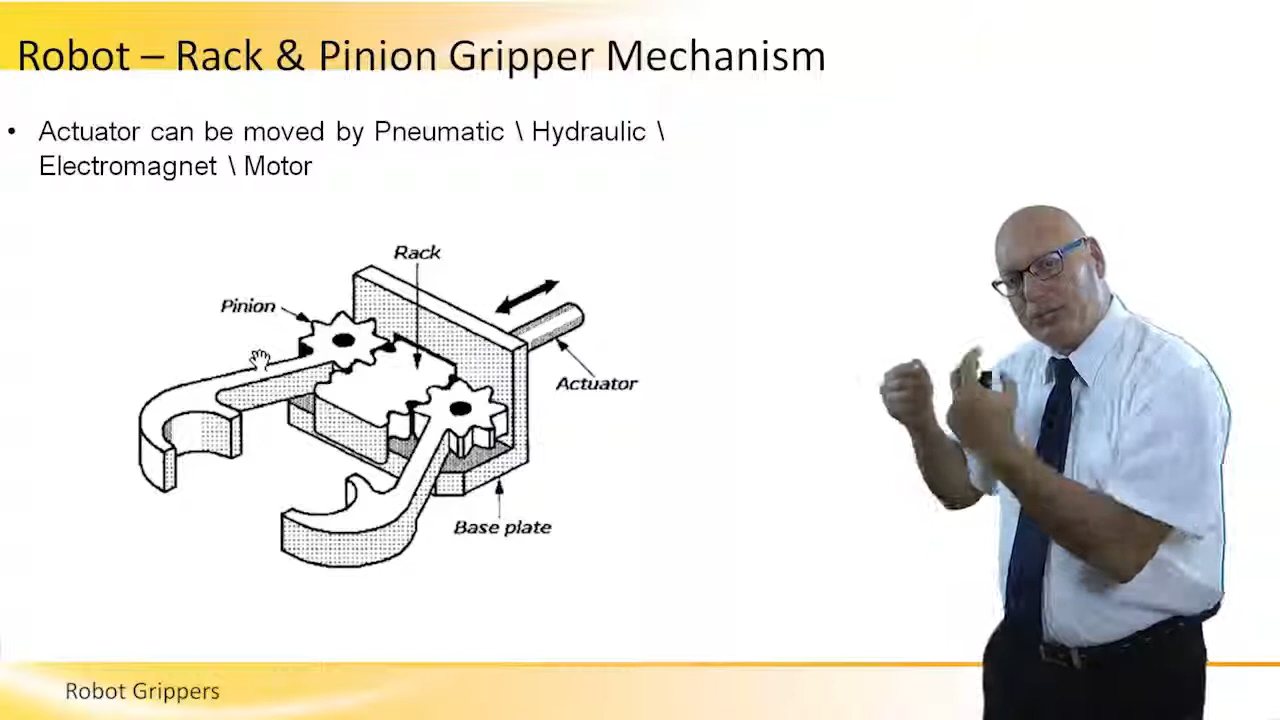 Robot – Rack & Pinion Gripper Mechanism
• Actuator can be moved by Pneumatic \ Hydraulic \
Electromagnet \ Motor
Rack
Pinion
Actuator
Base plate
Robot Grippers